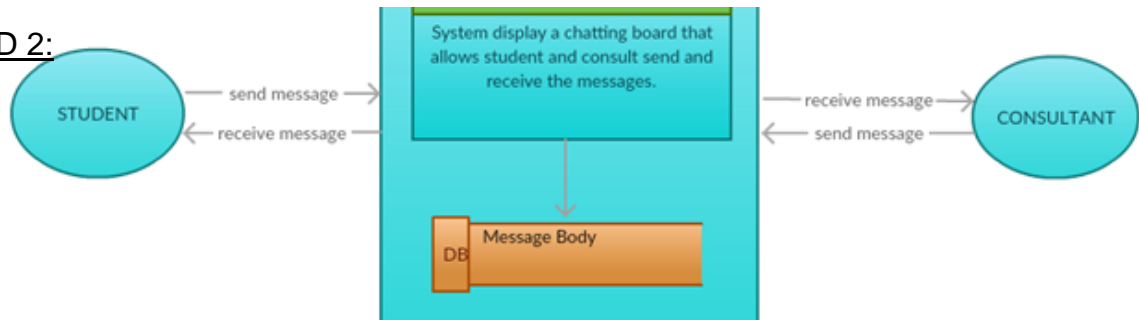 D 2:
System display a chatting board that
allows student and consult send and
receive the messages.
STUDENT
send message
receive message
receive message
send message
CONSULTANT
DB
Message Body